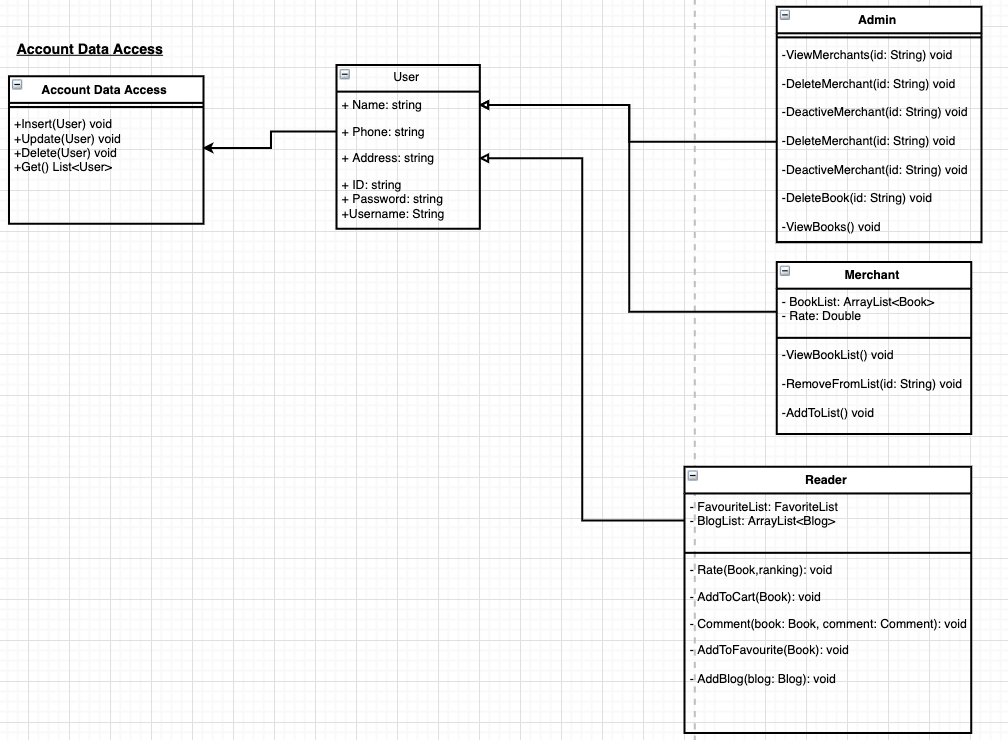 Account Data Access
Account Data Access
+Insert(User) void
+Update(User) void
+Delete(User) void
+Get() List<User>
User
+ Name: string
+ Phone: string
+ Address: string
+ ID: string
+ Password: string
+Username: String
Admin
-ViewMerchants(id: String) void
-DeleteMerchant(id: String) void
-DeactiveMerchant(id: String) void
-DeleteMerchant(id: String) void
-DeactiveMerchant(id: String) void
-DeleteBook(id: String) void
-ViewBooks() void
Merchant
- BookList: ArrayList<Book>
- Rate: Double
-ViewBookList() void
-RemoveFromList(id: String) void
-AddToList() void
Reader
- FavouriteList: FavoriteList
- BlogList: ArrayList<Blog>
- Rate(Book,ranking): void
- AddToCart(Book): void
- Comment(book: Book, comment: Comment): void
- AddToFavourite(Book): void
- AddBlog(blog: Blog): void